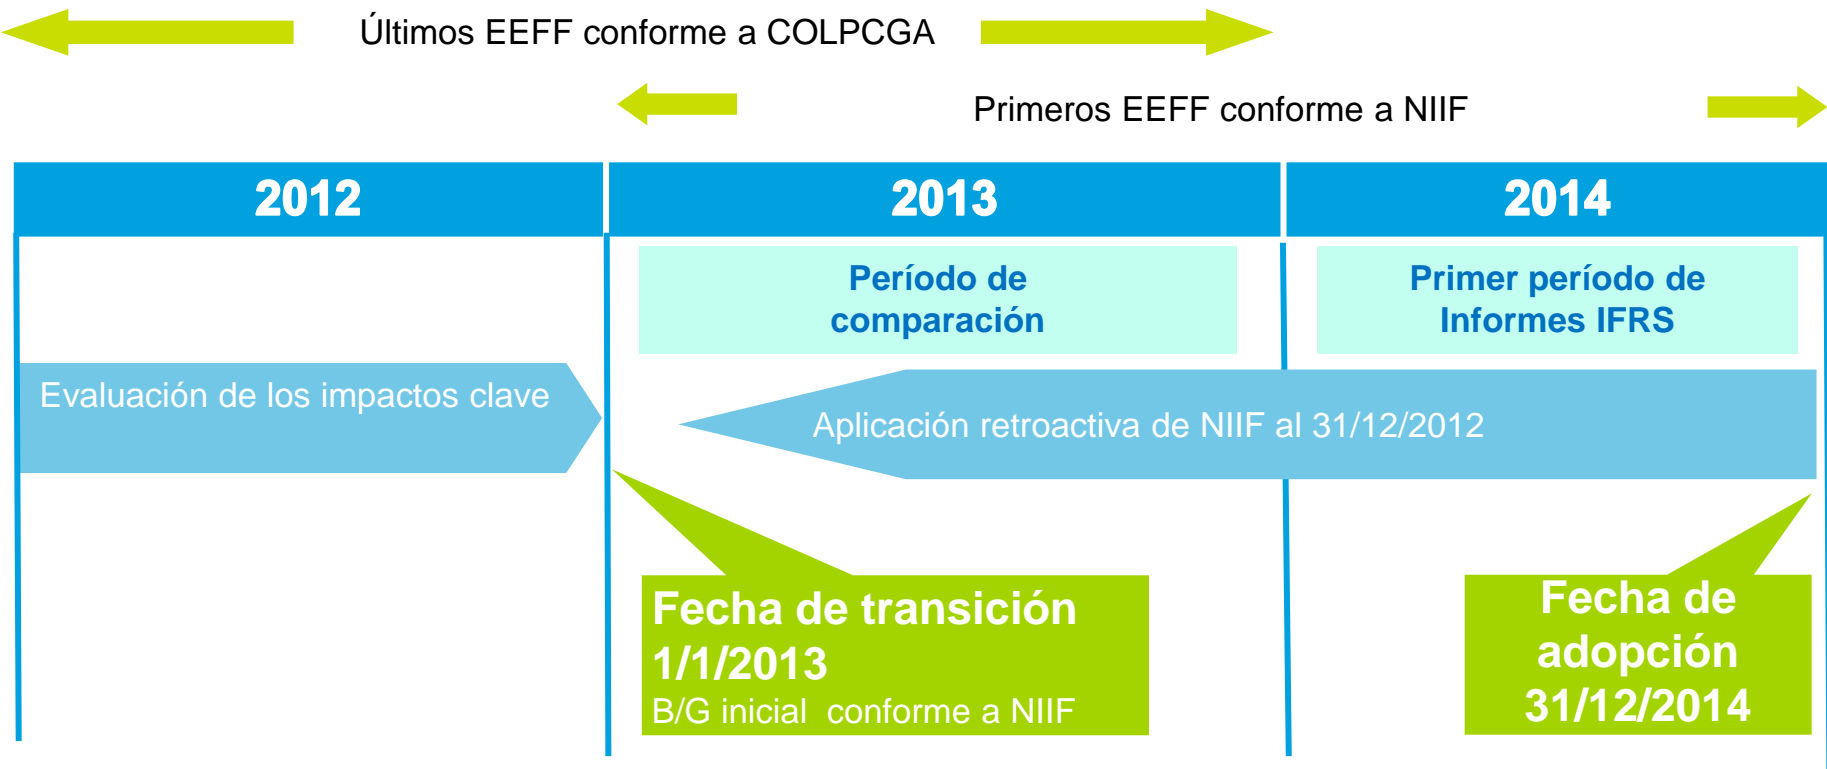 Últimos EEFF conforme a COLPCGA
Primeros EEFF conforme a NIIF
2012
2013
2014
Período de
comparación
Primer período de
Informes IFRS
Evaluación de los impactos clave
Aplicación retroactiva de NIIF al 31/12/2012
Fecha de transición
1/1/2013
B/G inicial conforme a NIIF
Fecha de
adopción
31/12/2014